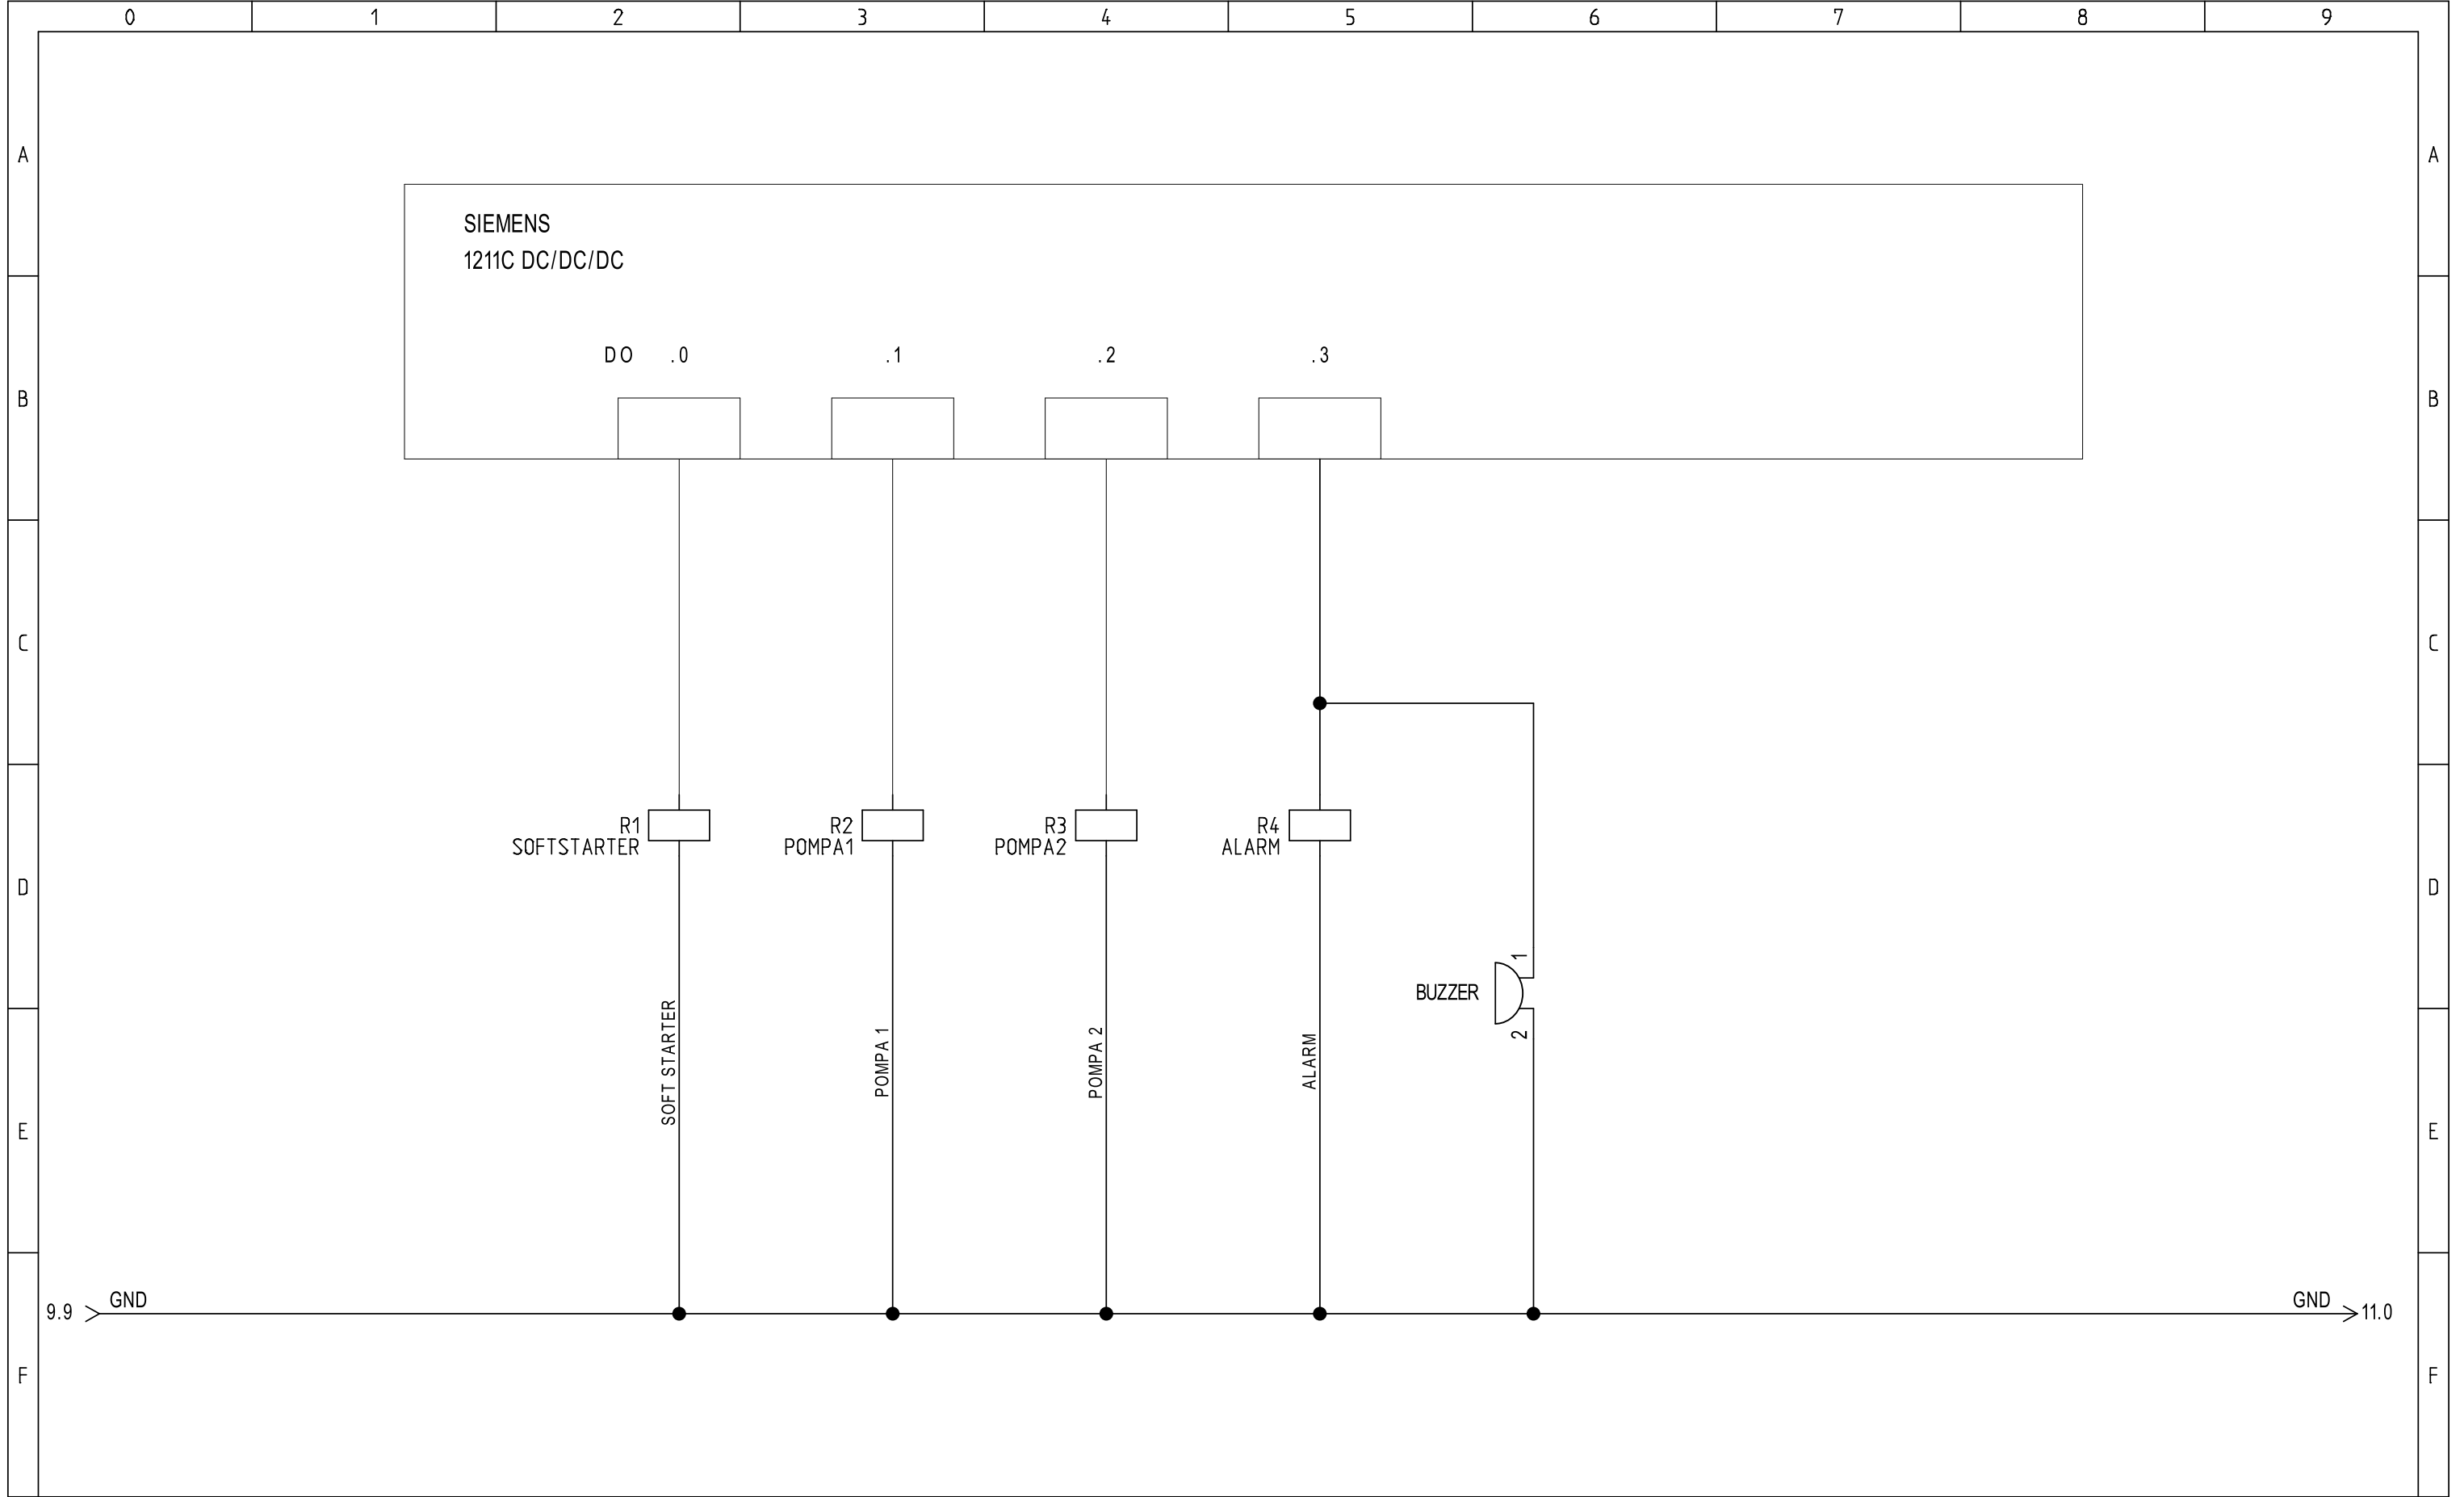 0 1 2 3 4 5 6 7 8 9
A A
SIEMENS
1211C DC/DC/DC
DO .0 .1 .2 .3
B B
C C
R1 R2 R3 R4
SOFTSTARTER POMPA1 POMPA2 ALARM
D D
1
BUZZER
2
SOFT STARTER
POMPA 1
POMPA 2
ALARM
E E
GND GND
9.9 11.0
F F